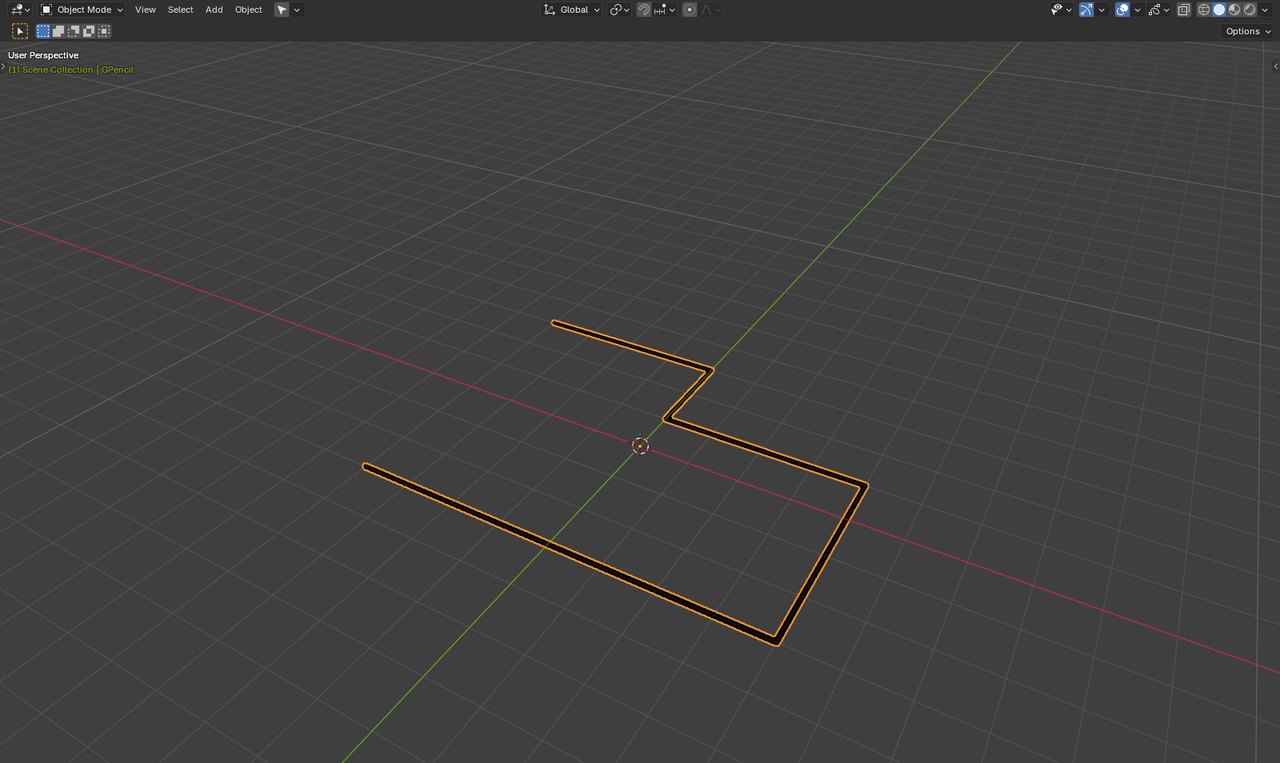 Object Mode View Select Add Object Global
Options
User Perspective
(1) Scene Collection | GPencil